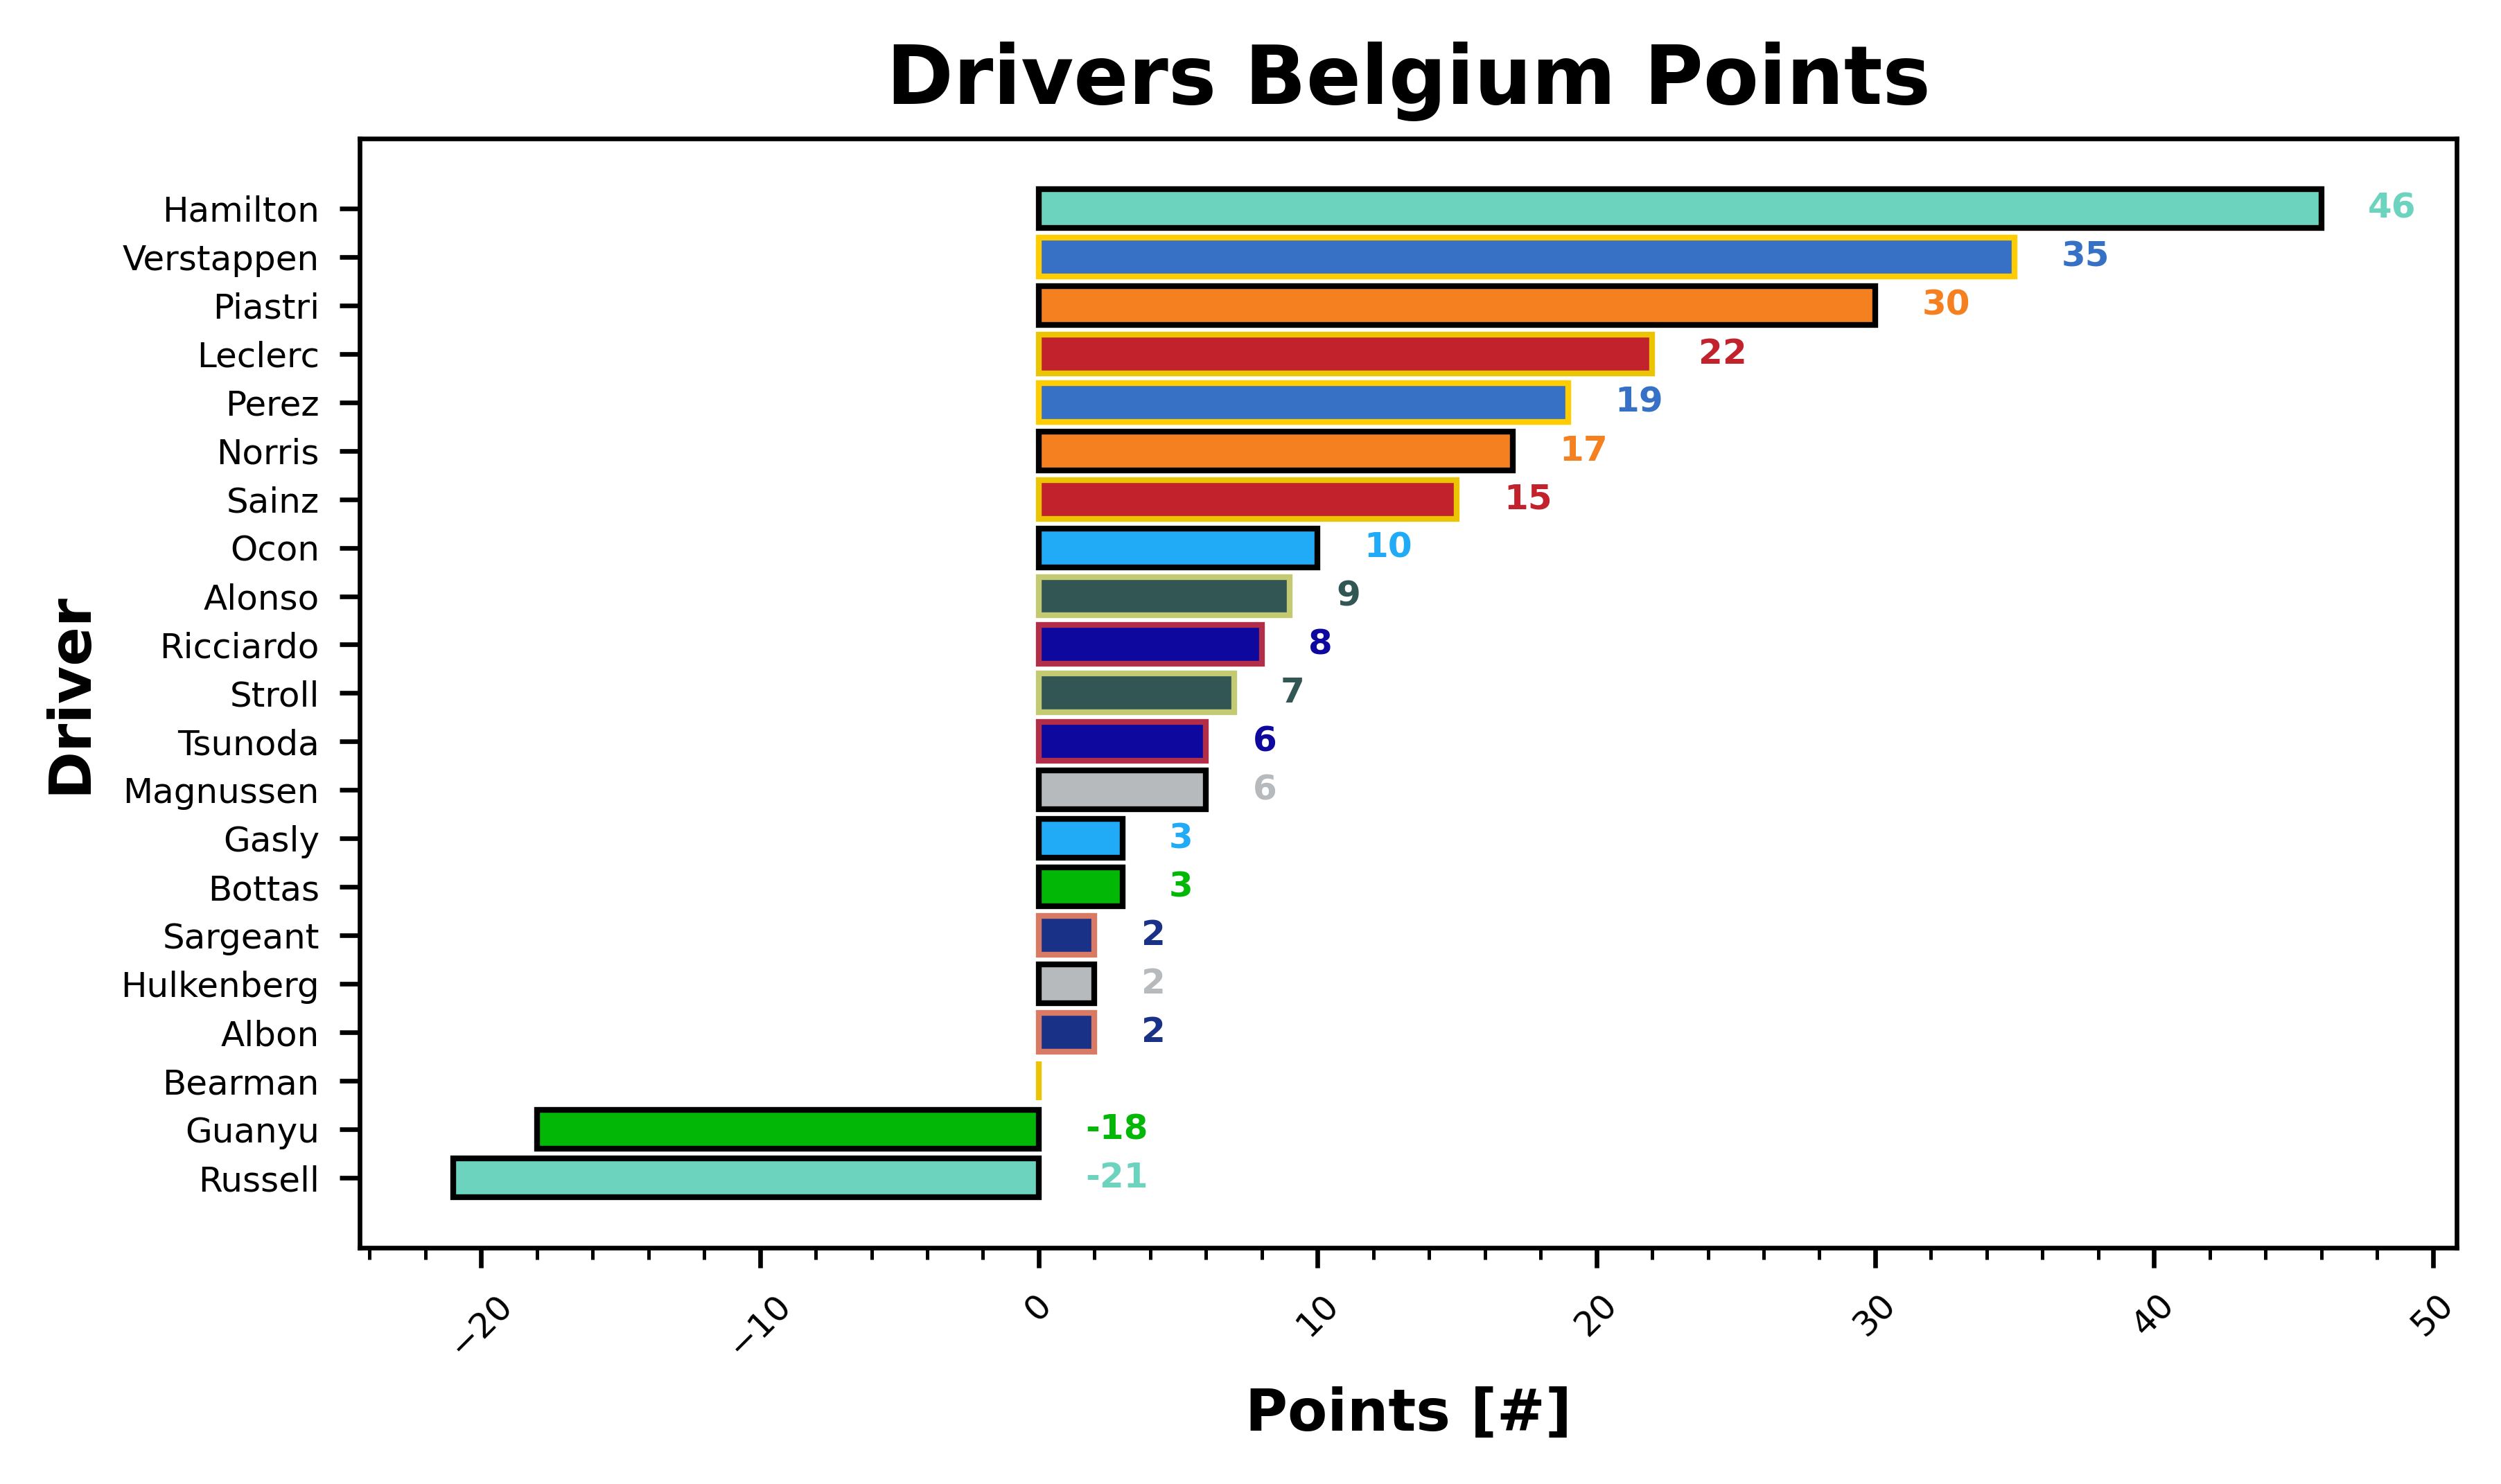 Drivers Belgium Points
Driver
Hamilton 46
Verstappen 35
Piastri 30
Leclerc 22
Perez 19
Norris 17
Sainz 15
Ocon 10
Alonso 9
Ricciardo 8
Stroll 7
Tsunoda 6
Magnussen 6
Gasly 3
Bottas 3
Sargeant 2
Hulkenberg 2
Albon 2
Bearman
Guanyu -18
Russell -21
−20 −10 0 10 20 30 40 50
Points [#]